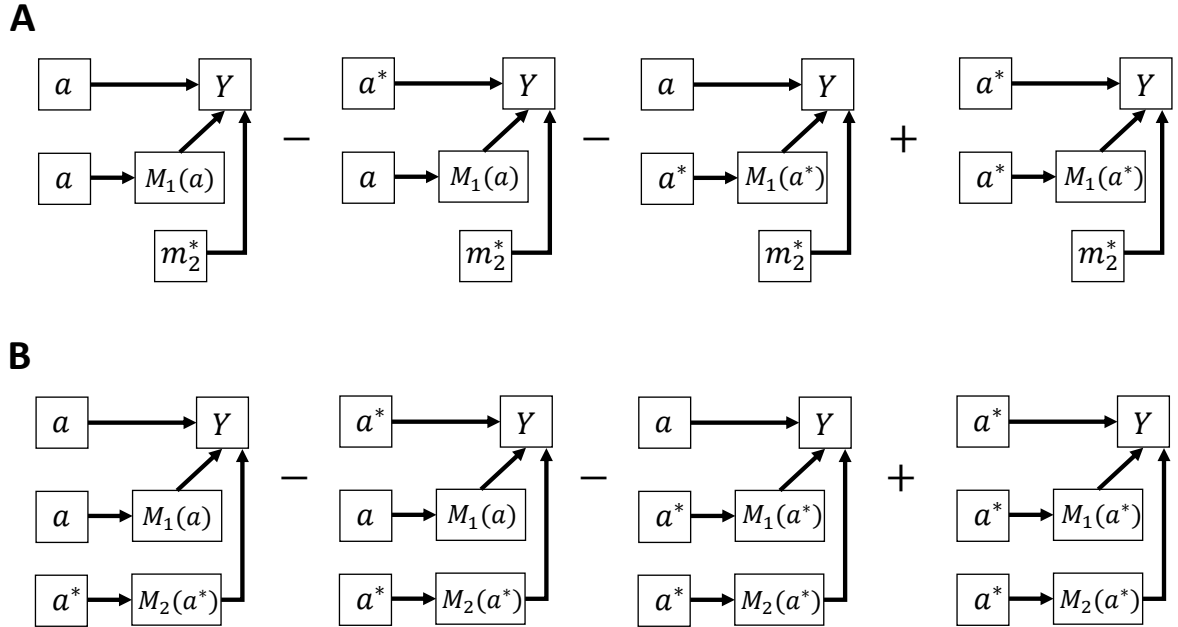 A
a Y − a* Y − a Y + a* Y
a M₁(a) a M₁(a) a* M₁(a*) a* M₁(a*)
m₂* m₂* m₂* m₂*
B
a Y − a* Y − a Y + a* Y
a M₁(a) a M₁(a) a* M₁(a*) a* M₁(a*)
a* M₂(a*) a* M₂(a*) a* M₂(a*) a* M₂(a*)